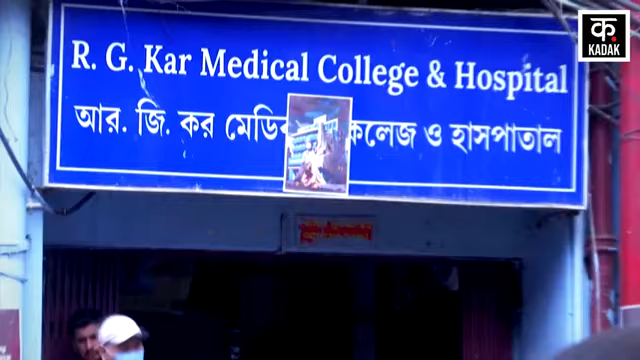 क
KADAK
R. G. Kar Medical College & Hospital
আর. জি. কর কলেজ ও হাসপাতাল